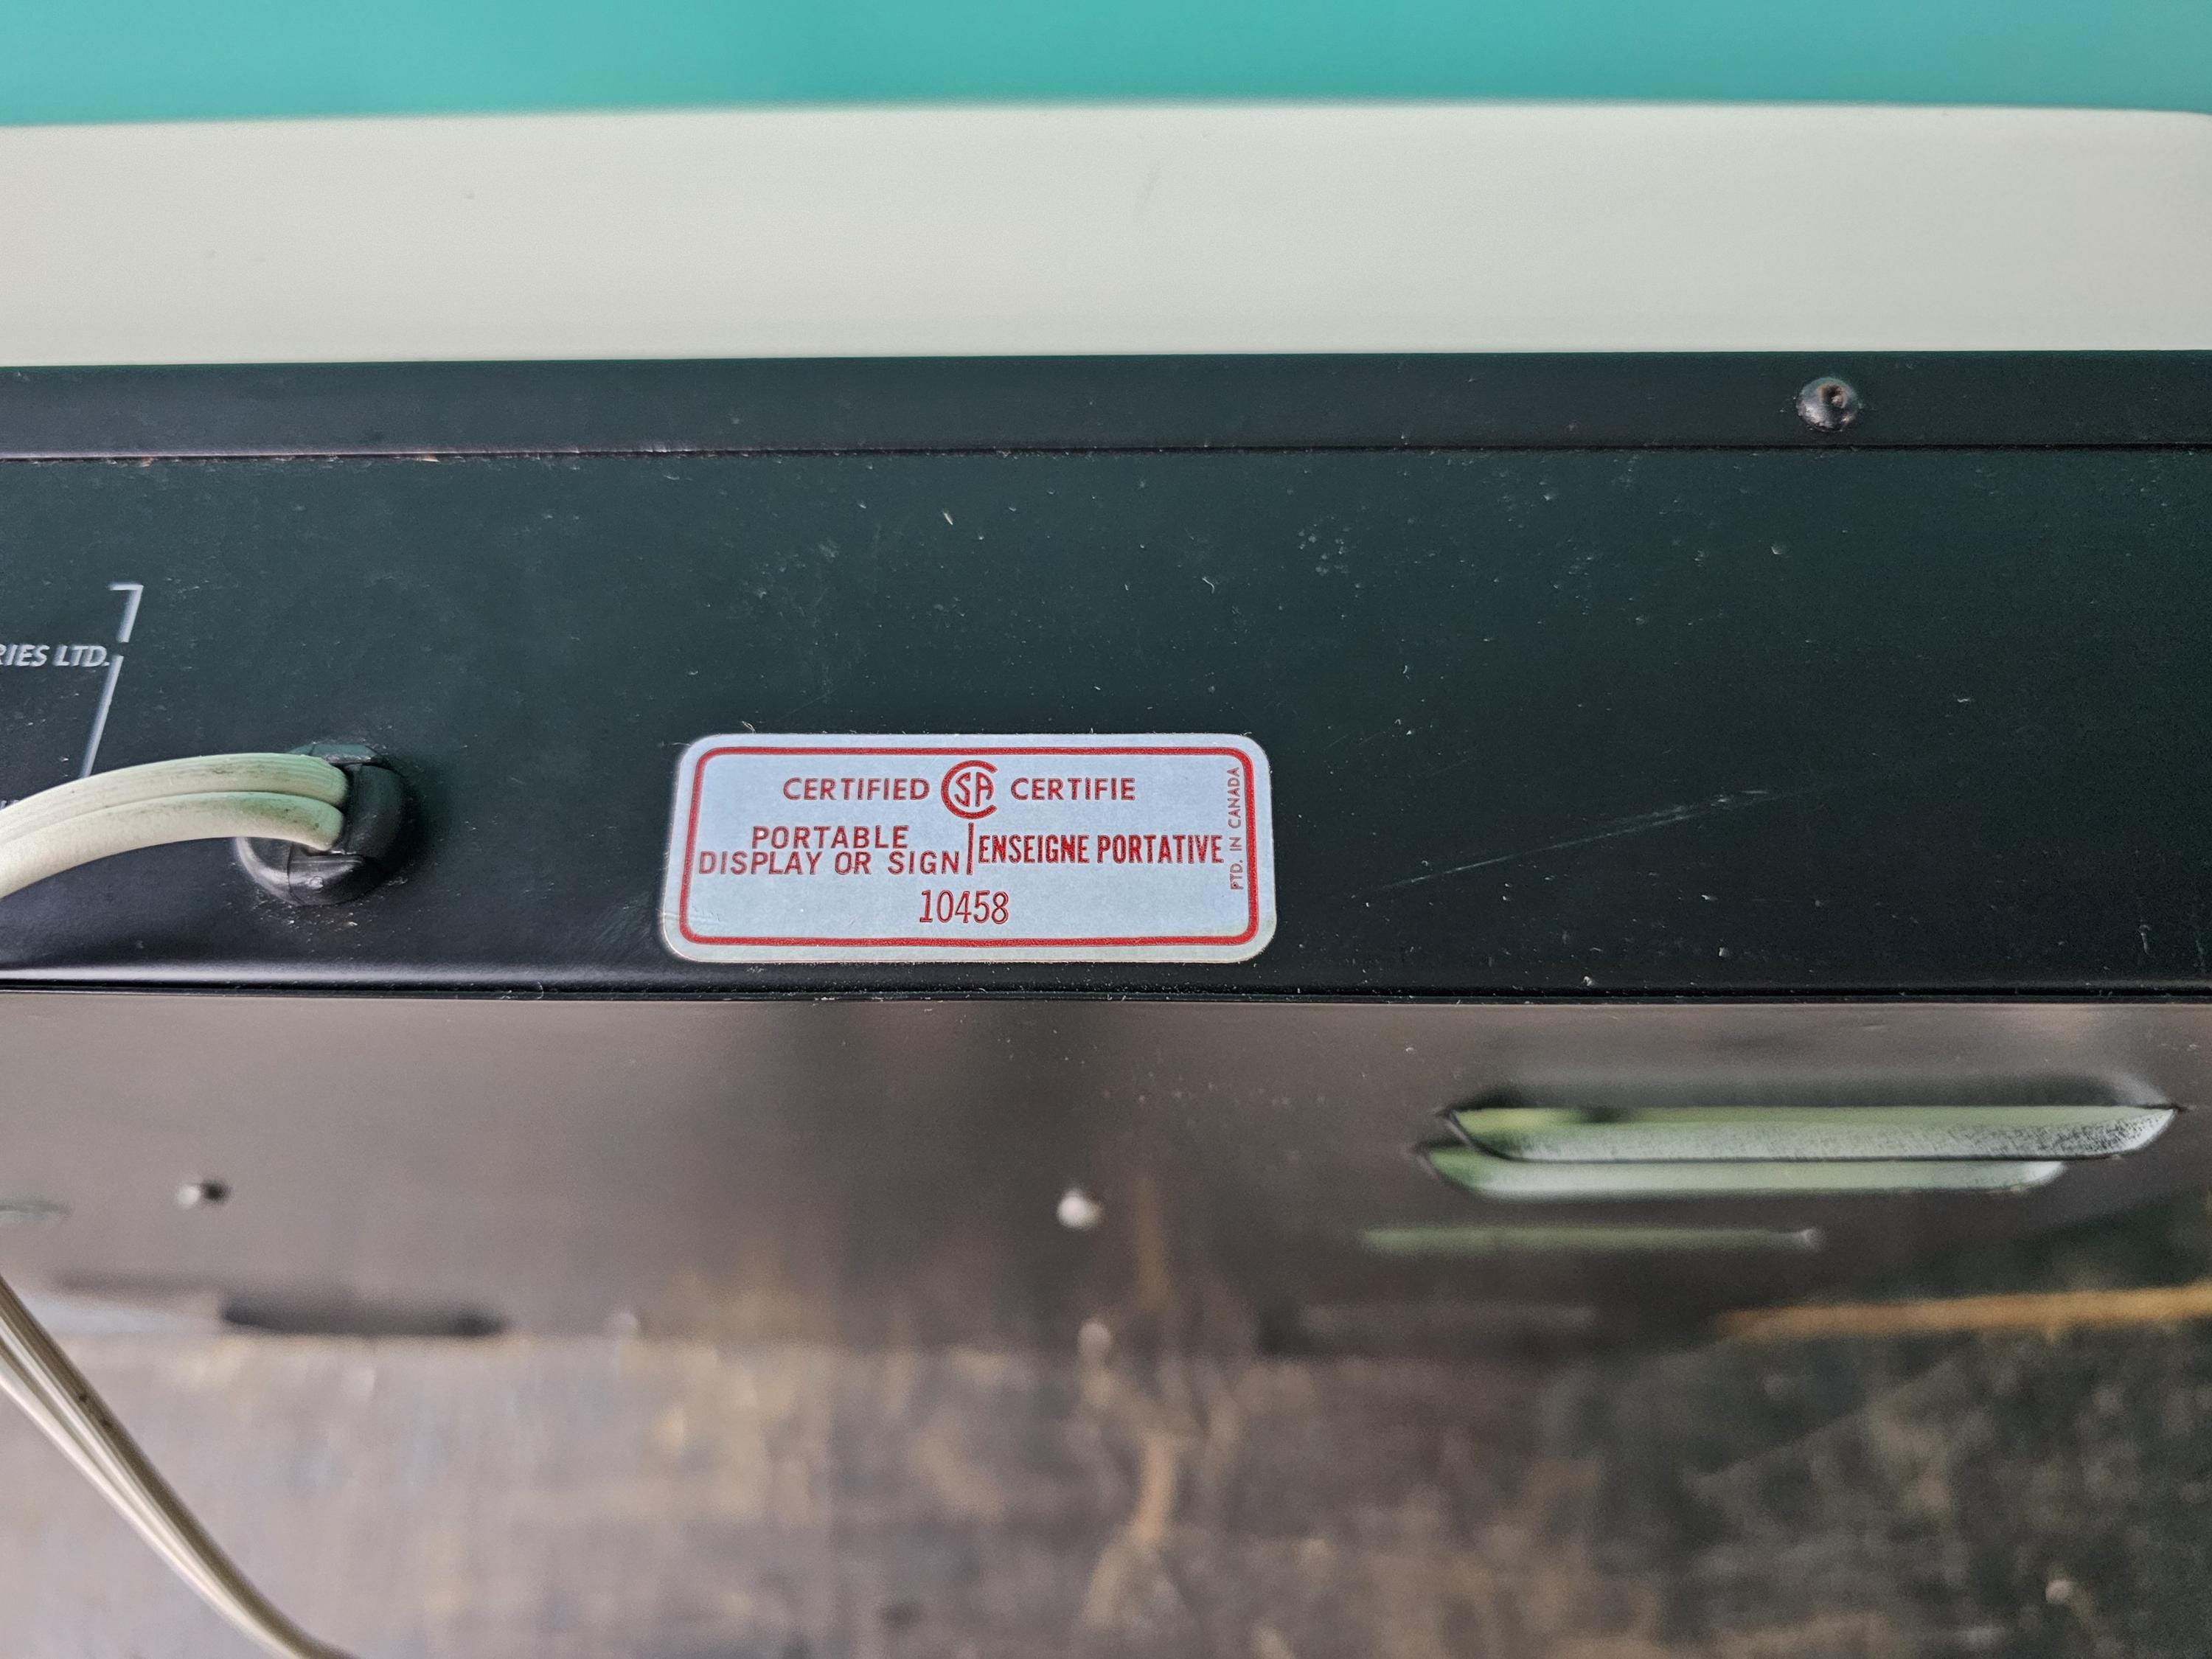 RIES LTD.
CERTIFIED CSA CERTIFIE
PORTABLE
DISPLAY OR SIGN
ENSEIGNE PORTATIVE
10458
PTD. IN CANADA